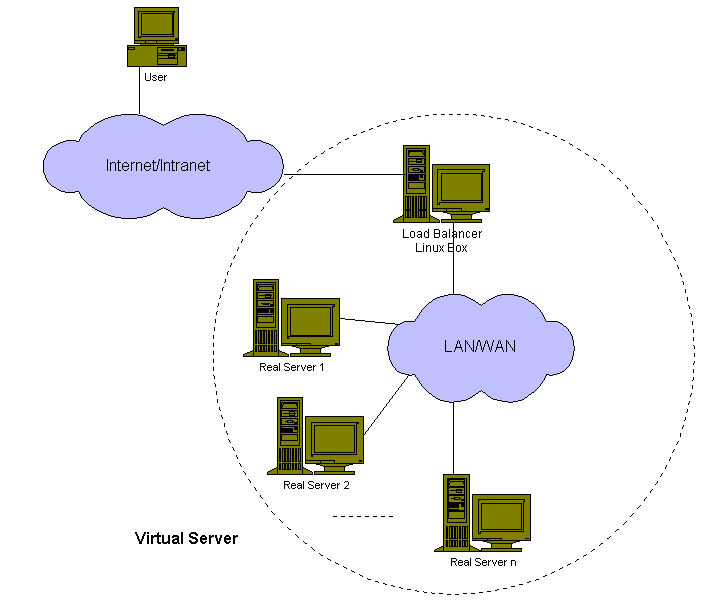 User
Internet/Intranet
Load Balancer
Linux Box
Real Server 1
LAN/WAN
Real Server 2
Virtual Server
Real Server n